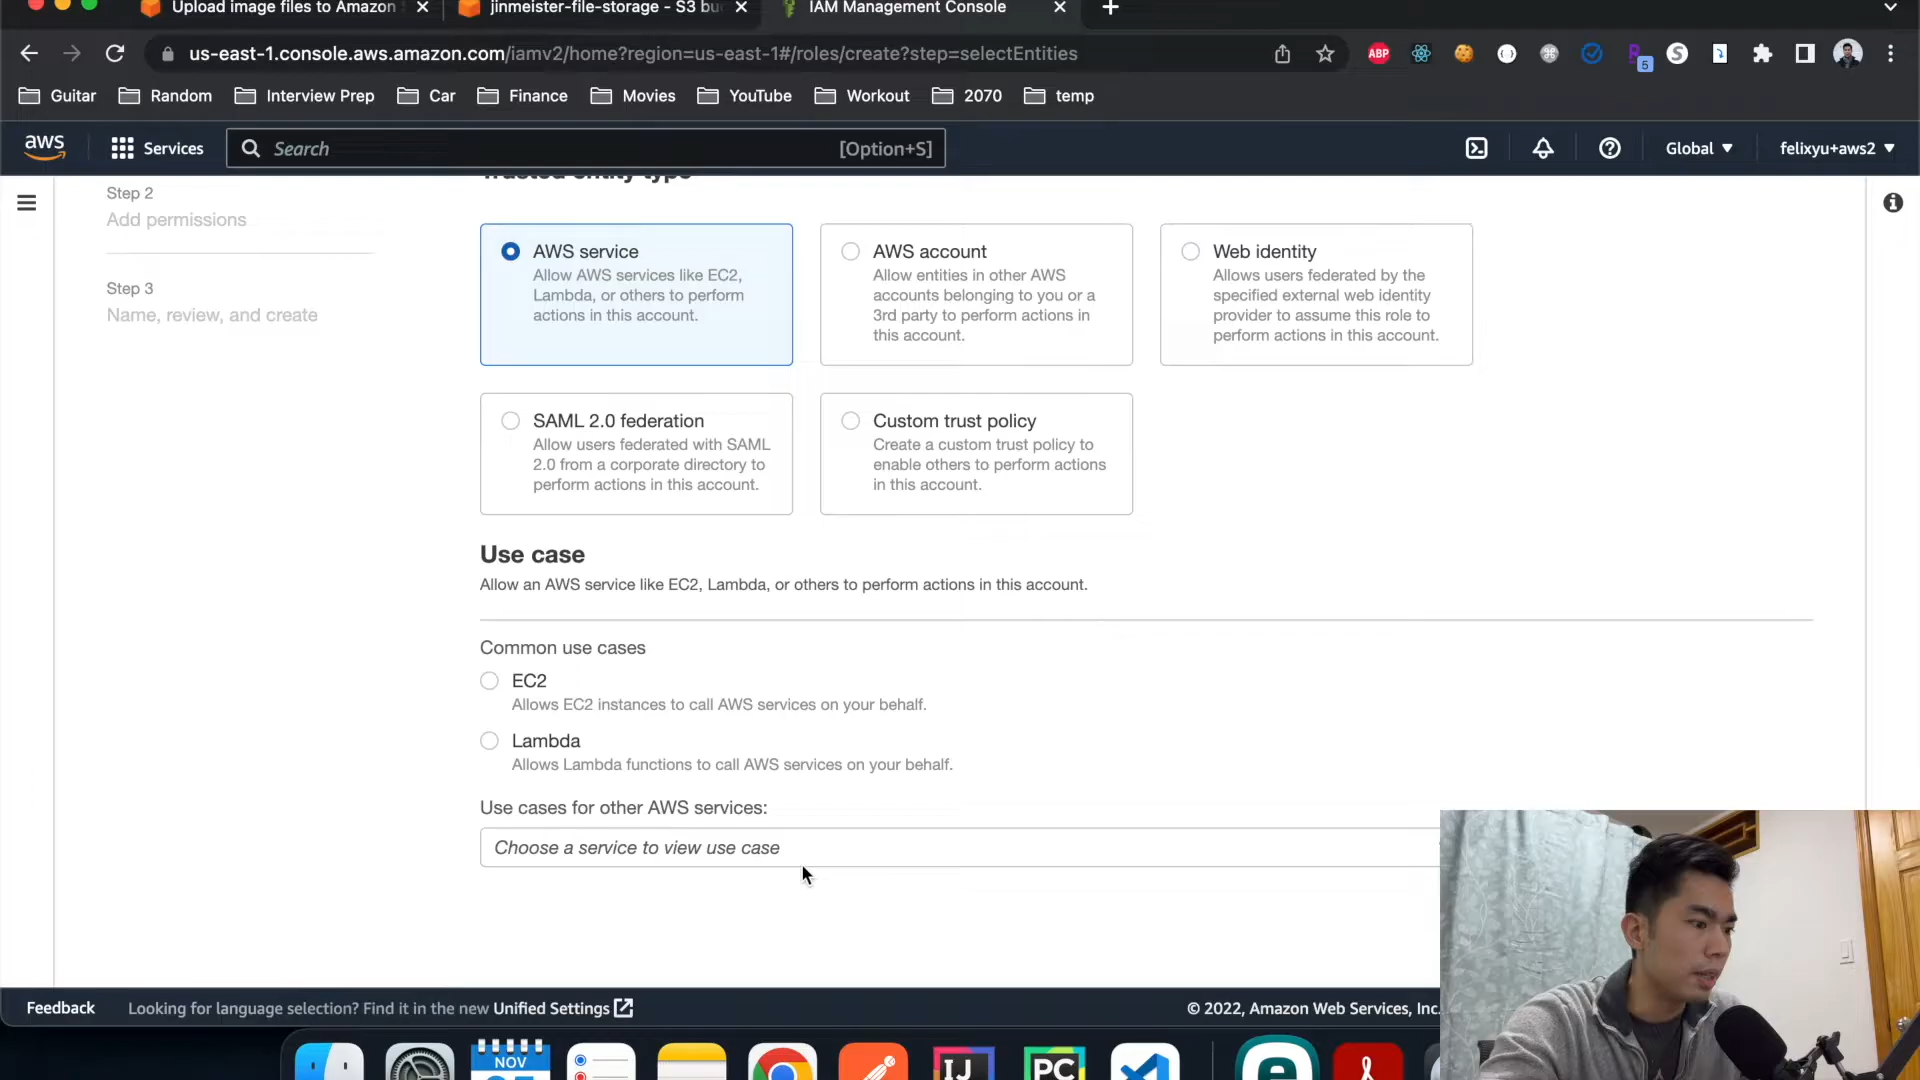 Upload image files to Amazon S
jinmeister-file-storage - S3 bu
IAM Management Console
us-east-1.console.aws.amazon.com/iamv2/home?region=us-east-1#/roles/create?step=selectEntities
ABP
5
Guitar
Random
Interview Prep
Car
Finance
Movies
YouTube
Workout
2070
temp
aws
Services
Search
[Option+S]
Global
felixyu+aws2
Step 2
Add permissions
Step 3
Name, review, and create
Trusted entity type
AWS service
Allow AWS services like EC2,
Lambda, or others to perform
actions in this account.
AWS account
Allow entities in other AWS
accounts belonging to you or a
3rd party to perform actions in
this account.
Web identity
Allows users federated by the
specified external web identity
provider to assume this role to
perform actions in this account.
SAML 2.0 federation
Allow users federated with SAML
2.0 from a corporate directory to
perform actions in this account.
Custom trust policy
Create a custom trust policy to
enable others to perform actions
in this account.
Use case
Allow an AWS service like EC2, Lambda, or others to perform actions in this account.
Common use cases
EC2
Allows EC2 instances to call AWS services on your behalf.
Lambda
Allows Lambda functions to call AWS services on your behalf.
Use cases for other AWS services:
Choose a service to view use case
Feedback
Looking for language selection? Find it in the new Unified Settings
© 2022, Amazon Web Services, Inc.
NOV
IJ
PC